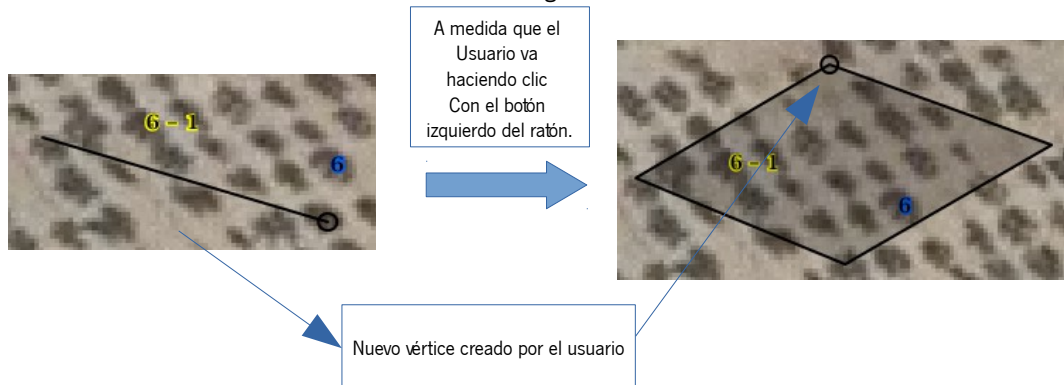 A medida que el
Usuario va
haciendo clic
Con el botón
izquierdo del ratón.
6 – 1
6
6 – 1
6
Nuevo vértice creado por el usuario